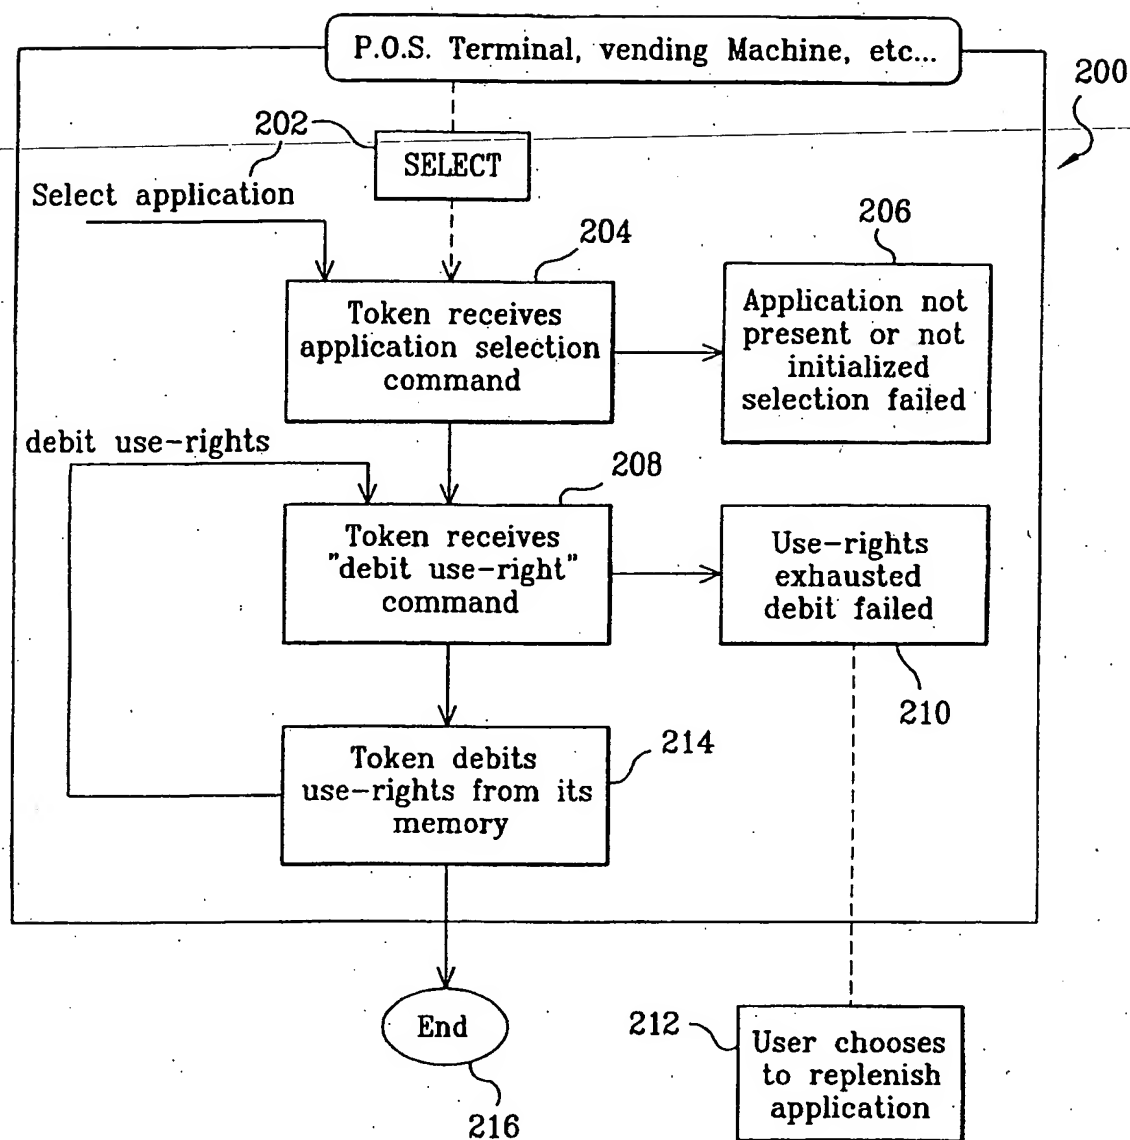 P.O.S. Terminal, vending Machine, etc...
200
202
SELECT
Select application
204
206
Token receives
application selection
command
Application not
present or not
initialized
selection failed
debit use-rights
208
Token receives
"debit use-right"
command
Use-rights
exhausted
debit failed
210
Token debits
use-rights from its
memory
214
End
216
212
User chooses
to replenish
application